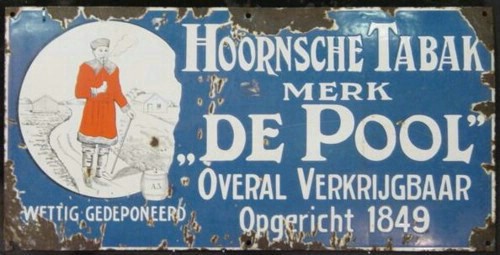 HOORNSCHE TABAK
MERK
„DE POOL”
OVERAL VERKRIJGBAAR
WETTIG GEDEPONEERD
Opgericht 1849